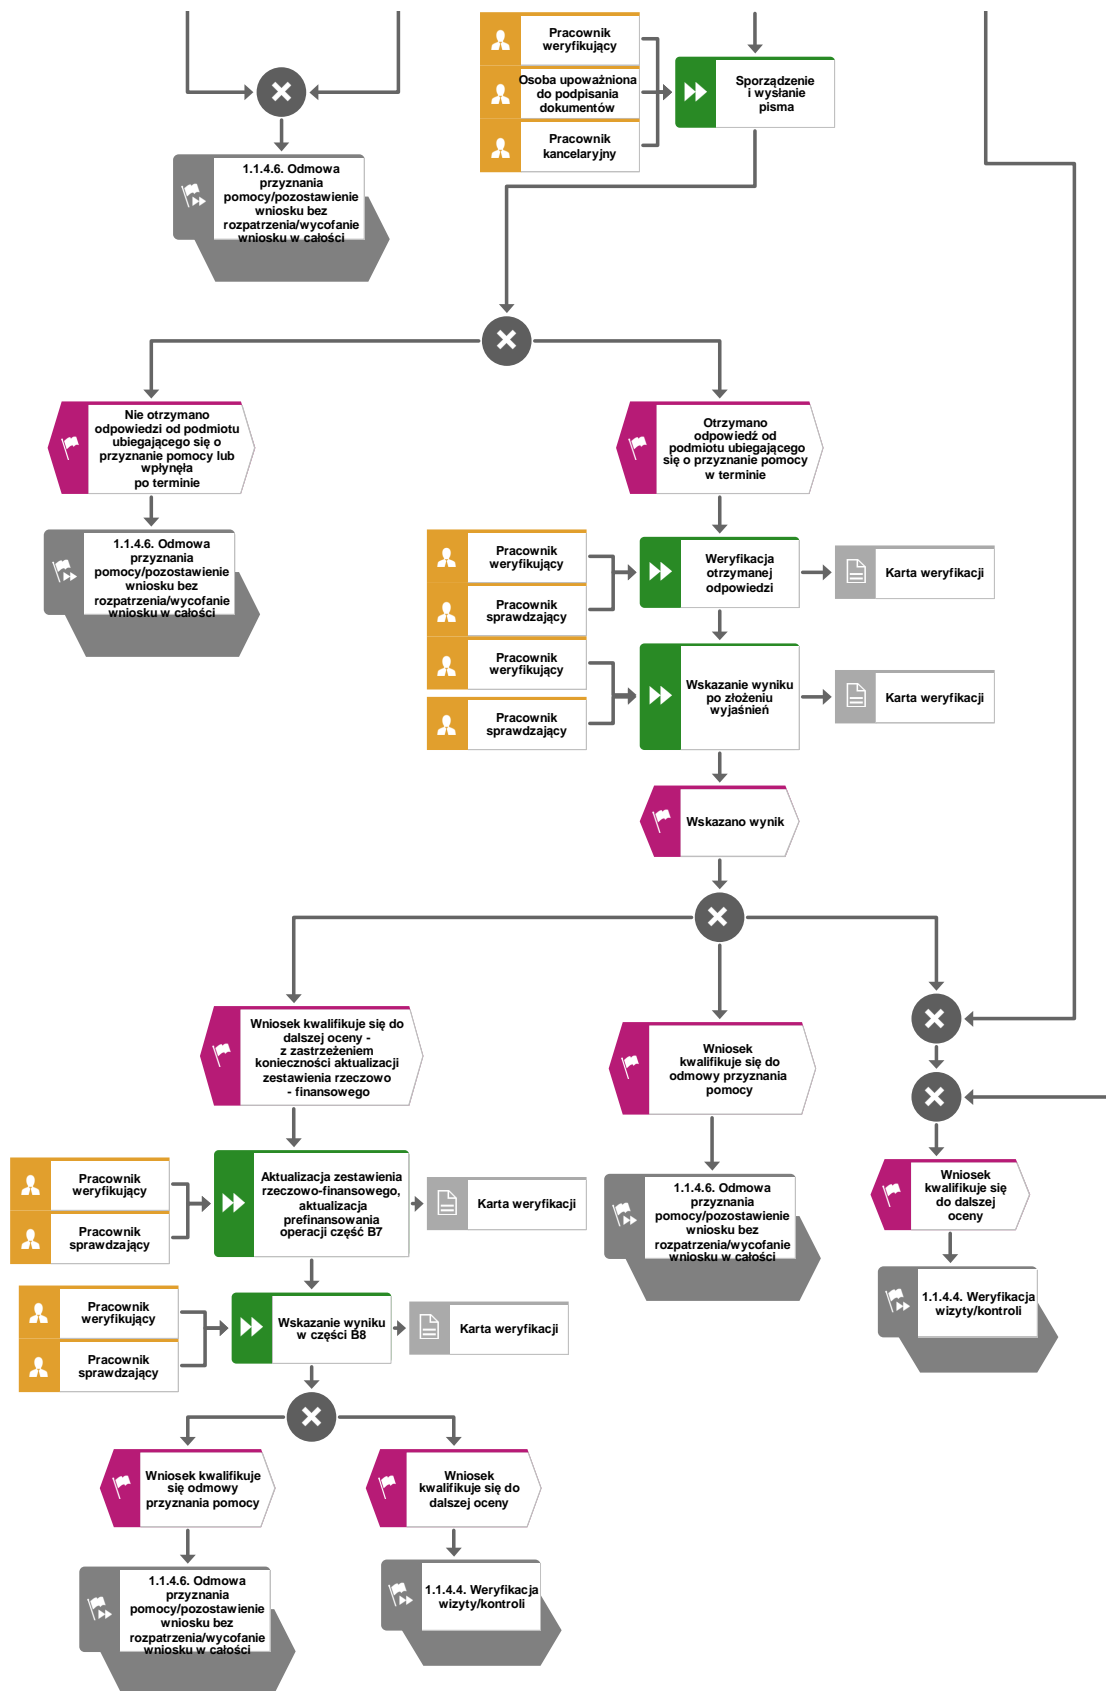 Pracownik
weryfikujący
Osoba upoważniona
do podpisania
dokumentów
Pracownik
kancelaryjny
Sporządzenie
i wysłanie
pisma
1.1.4.6. Odmowa
przyznania
pomocy/pozostawienie
wniosku bez
rozpatrzenia/wycofanie
wniosku w całości
Nie otrzymano
odpowiedzi od podmiotu
ubiegającego się o
przyznanie pomocy lub
wpłynęła
po terminie
Otrzymano
odpowiedź od
podmiotu ubiegającego
się o przyznanie pomocy
w terminie
1.1.4.6. Odmowa
przyznania
pomocy/pozostawienie
wniosku bez
rozpatrzenia/wycofanie
wniosku w całości
Pracownik
weryfikujący
Pracownik
sprawdzający
Weryfikacja
otrzymanej
odpowiedzi
Karta weryfikacji
Pracownik
weryfikujący
Pracownik
sprawdzający
Wskazanie wyniku
po złożeniu
wyjaśnień
Karta weryfikacji
Wskazano wynik
Wniosek kwalifikuje się do
dalszej oceny -
z zastrzeżeniem
konieczności aktualizacji
zestawienia rzeczowo
- finansowego
Wniosek
kwalifikuje się do
odmowy przyznania
pomocy
Wniosek
kwalifikuje się
do dalszej
oceny
Pracownik
weryfikujący
Pracownik
sprawdzający
Aktualizacja zestawienia
rzeczowo-finansowego,
aktualizacja
prefinansowania
operacji część B7
Karta weryfikacji
1.1.4.6. Odmowa
przyznania
pomocy/pozostawienie
wniosku bez
rozpatrzenia/wycofanie
wniosku w całości
1.1.4.4. Weryfikacja
wizyty/kontroli
Pracownik
weryfikujący
Pracownik
sprawdzający
Wskazanie wyniku
w części B8
Karta weryfikacji
Wniosek kwalifikuje
się odmowy
przyznania pomocy
Wniosek
kwalifikuje się do
dalszej oceny
1.1.4.6. Odmowa
przyznania
pomocy/pozostawienie
wniosku bez
rozpatrzenia/wycofanie
wniosku w całości
1.1.4.4. Weryfikacja
wizyty/kontroli